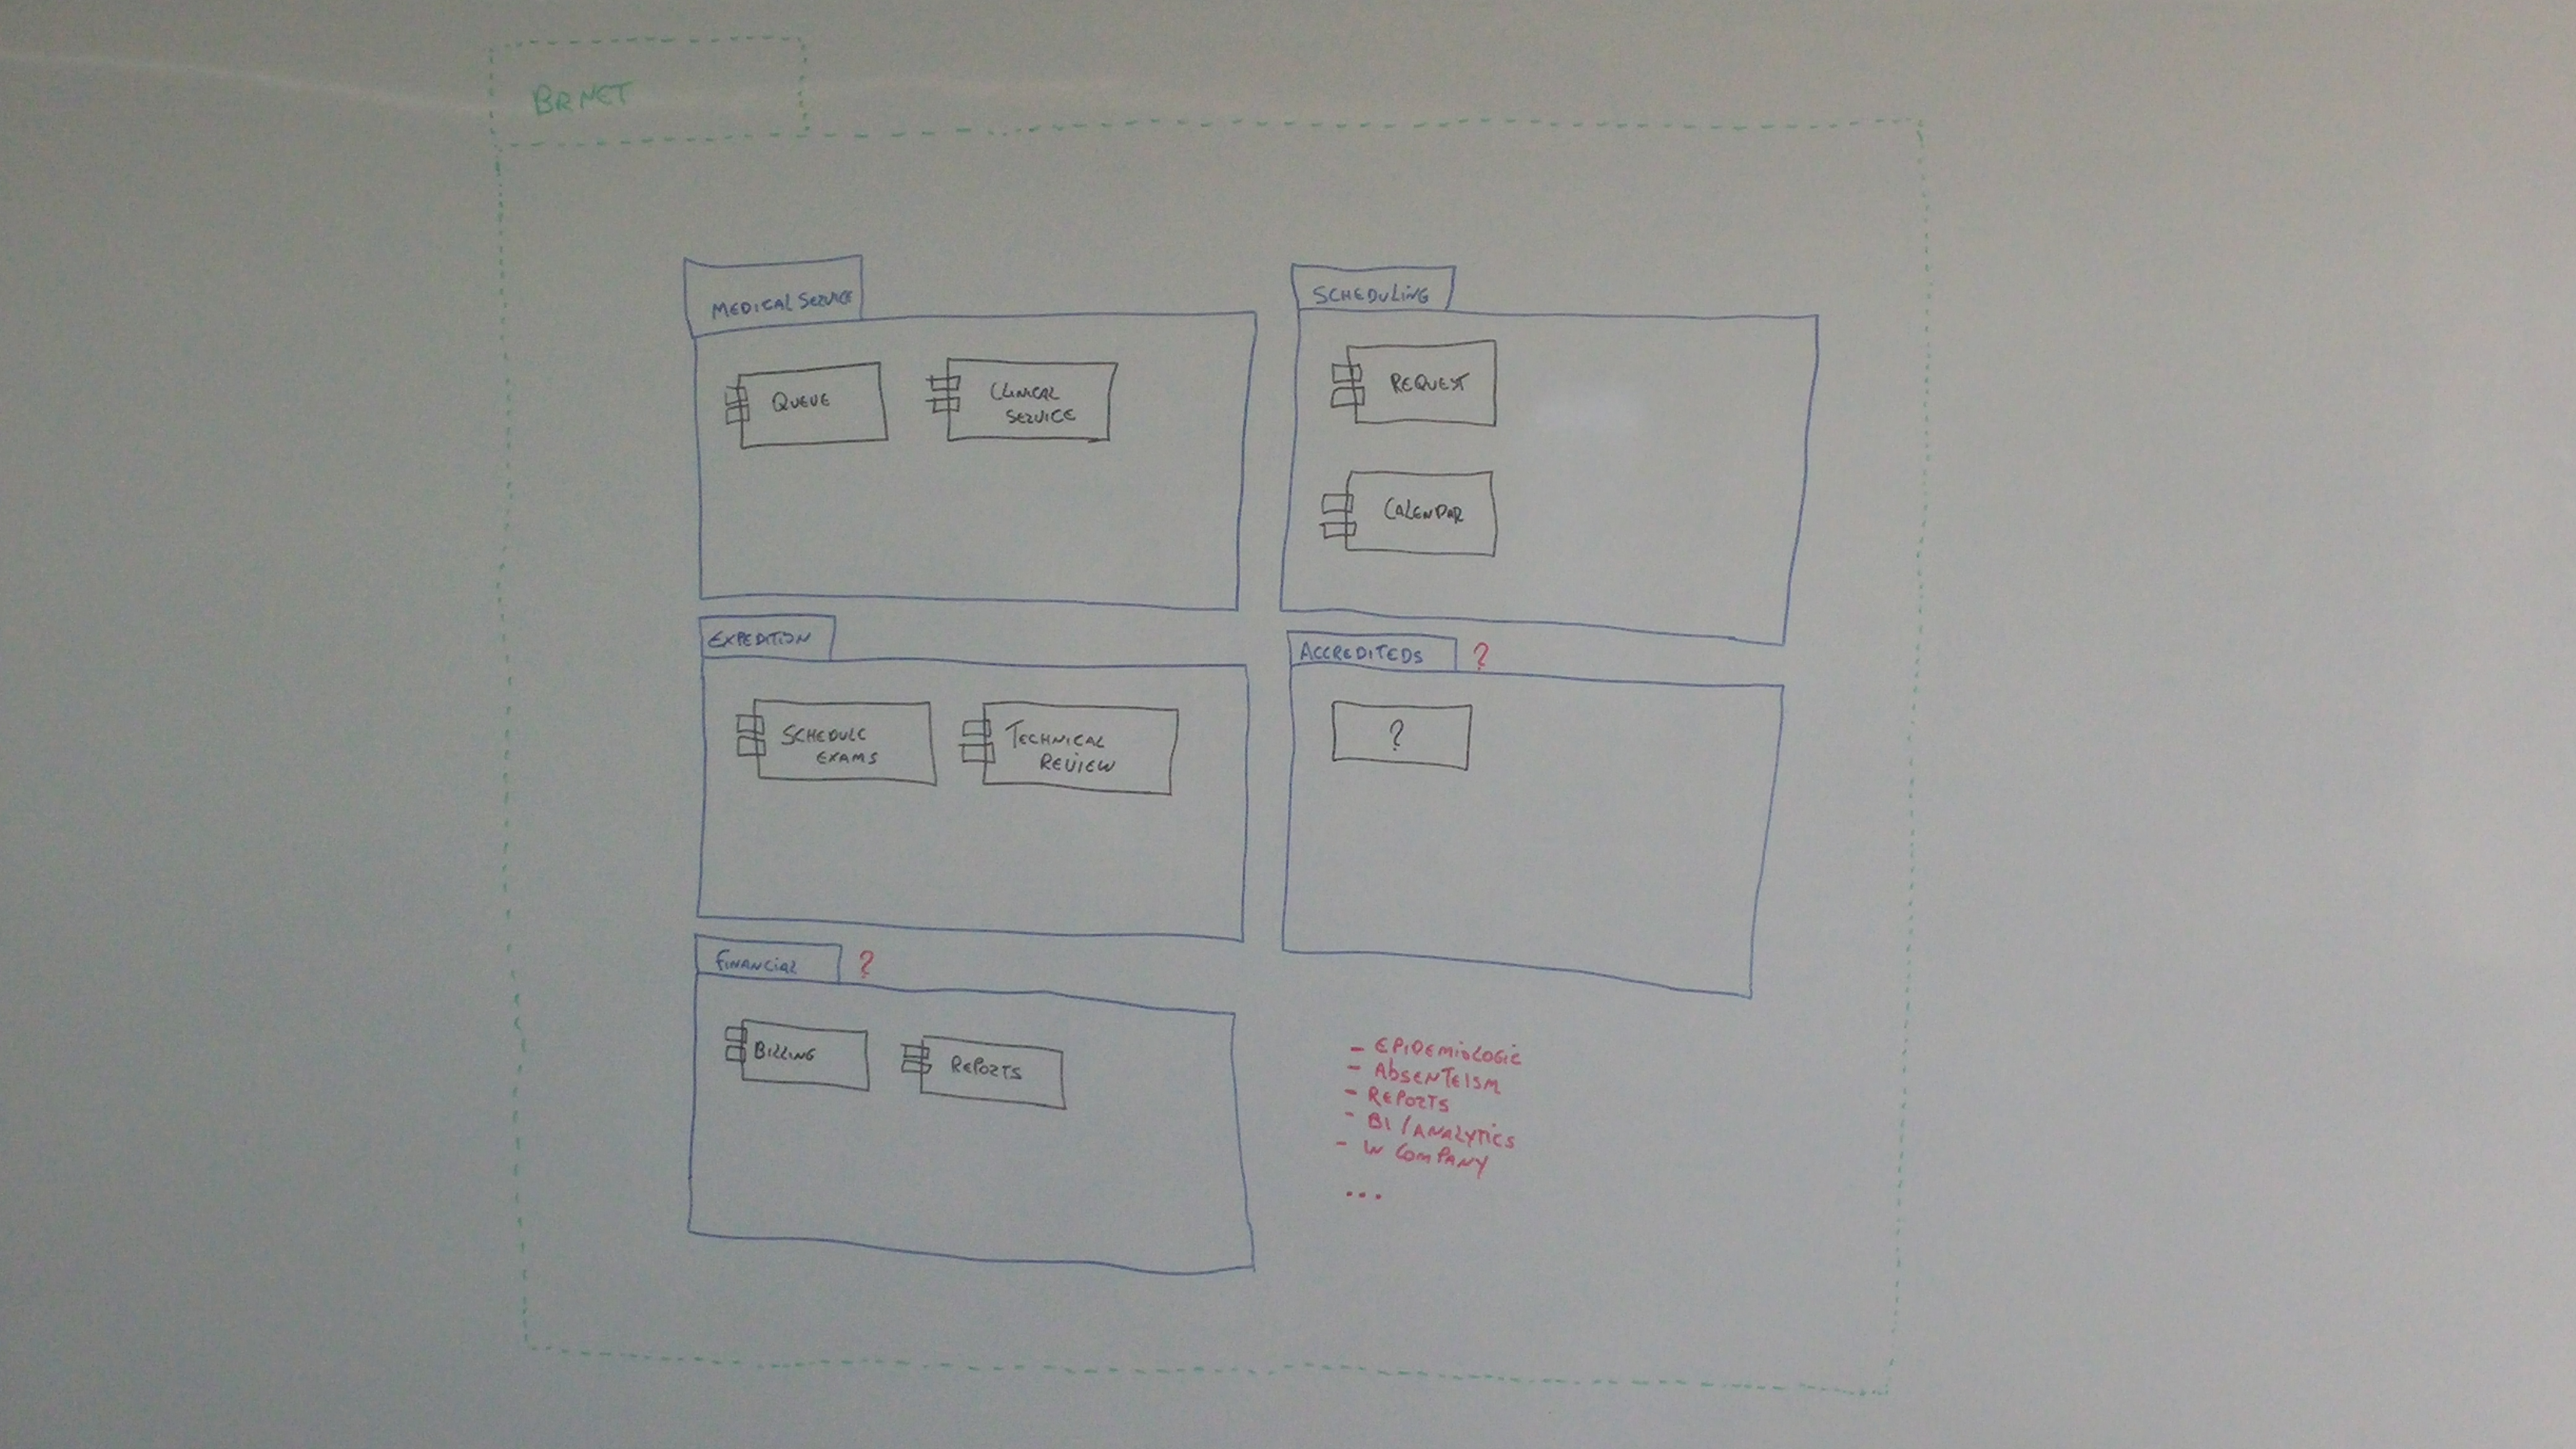 BRNET
MEDICAL SERVICE
QUEUE
CLINICAL
SERVICE
SCHEDULING
REQUEST
CALENDAR
EXPEDITION
SCHEDULE
EXAMS
TECHNICAL
REVIEW
ACCREDITEDS ?
?
FINANCIAL ?
BILLING
REPORTS
- EPIDEMIOLOGIC
- ABSENTEISM
- REPORTS
- BI / ANALYTICS
- W COMPANY
...